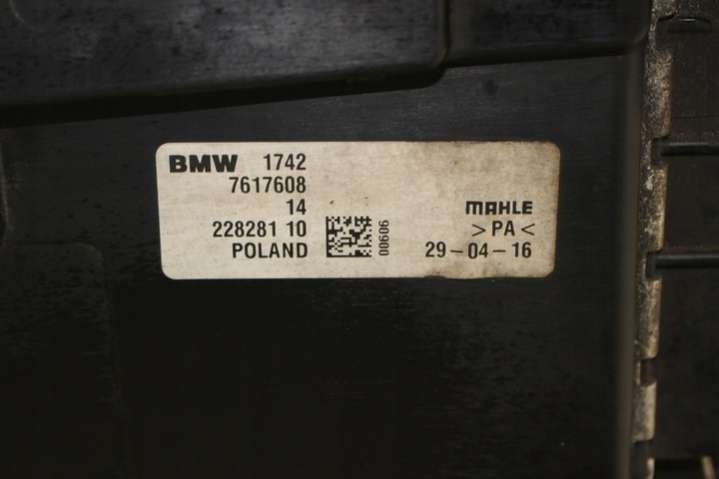 BMW 1742
7617608
14
MAHLE
228281 10
>PA<
POLAND
00606
29-04-16